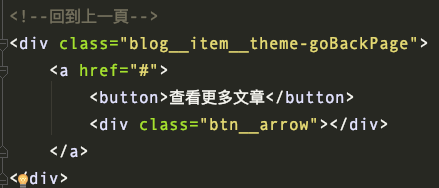 <!--回到上一頁-->
<div class="blog__item__theme-goBackPage">
    <a href="#">
        <button>查看更多文章</button>
        <div class="btn__arrow"></div>
    </a>
</div>